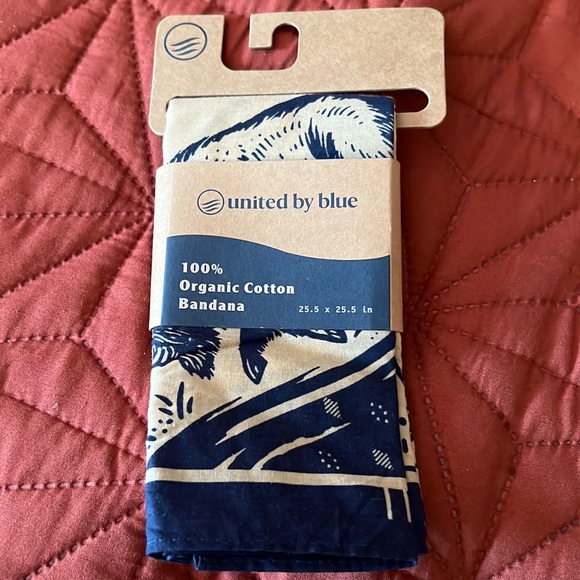 united by blue
100%
Organic Cotton
Bandana
25.5 x 25.5 in